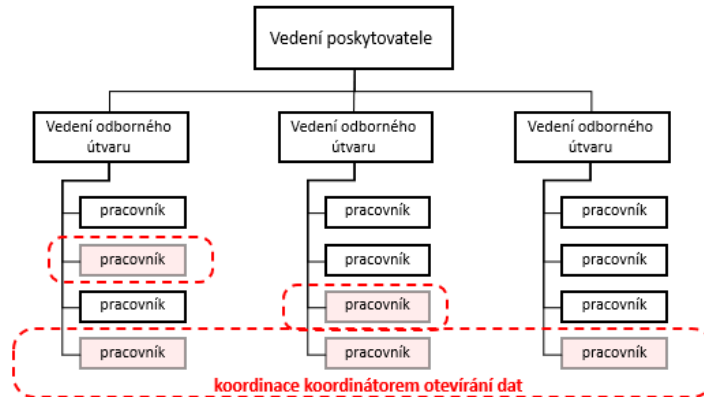 Vedení poskytovatele
Vedení odborného
útvaru
Vedení odborného
útvaru
Vedení odborného
útvaru
pracovník
pracovník
pracovník
pracovník
pracovník
pracovník
pracovník
pracovník
pracovník
pracovník
pracovník
pracovník
koordinace koordinátorem otevírání dat